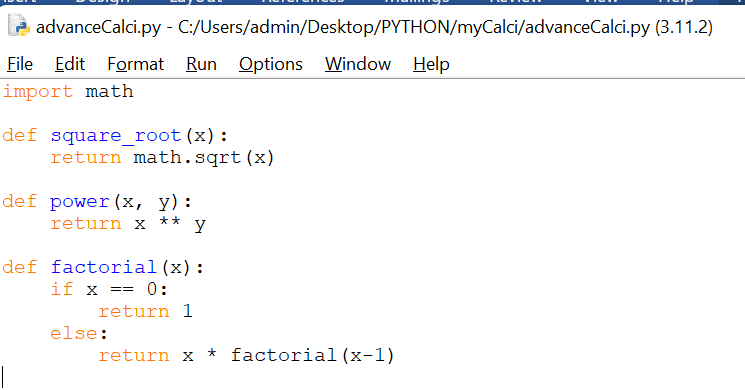 advanceCalci.py - C:/Users/admin/Desktop/PYTHON/myCalci/advanceCalci.py (3.11.2)
File Edit Format Run Options Window Help
import math

def square_root(x):
    return math.sqrt(x)

def power(x, y):
    return x ** y

def factorial(x):
    if x == 0:
        return 1
    else:
        return x * factorial(x-1)